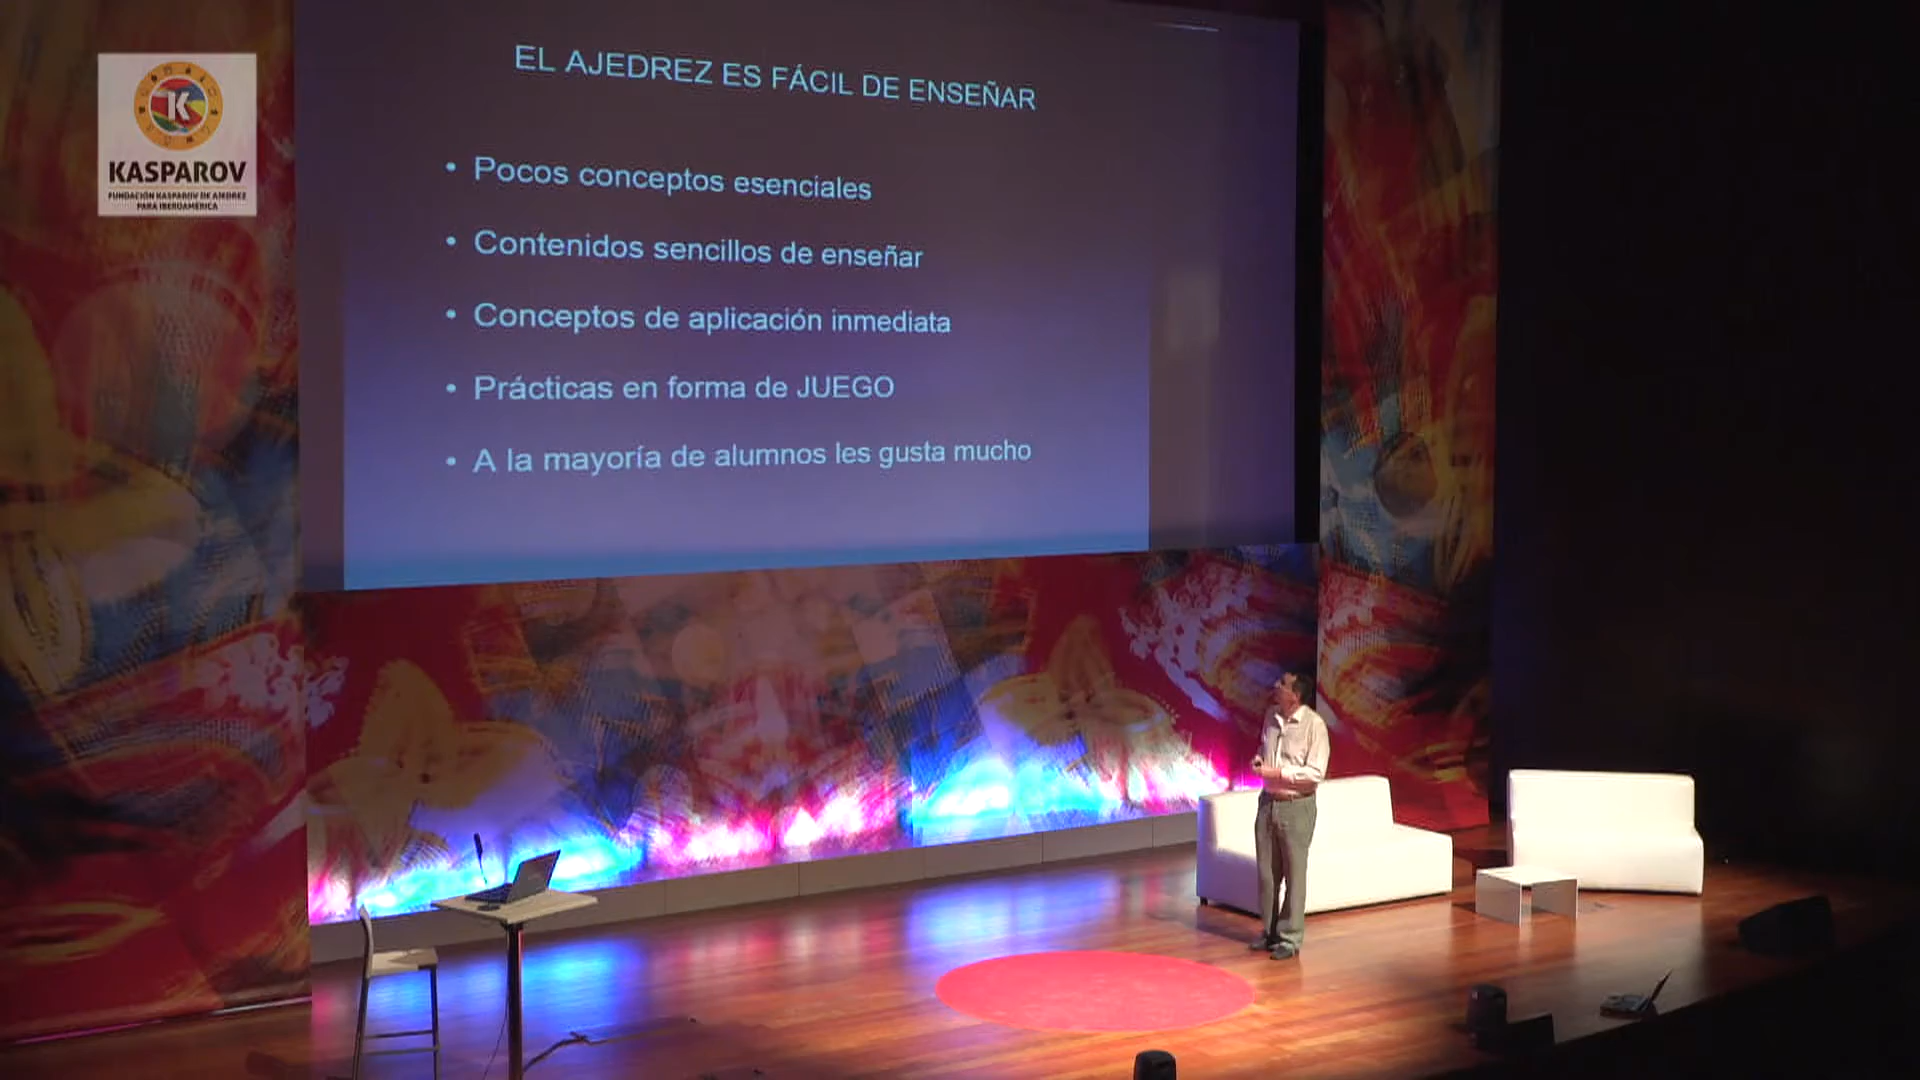 EL AJEDREZ ES FÁCIL DE ENSEÑAR
• Pocos conceptos esenciales
• Contenidos sencillos de enseñar
• Conceptos de aplicación inmediata
• Prácticas en forma de JUEGO
• A la mayoría de alumnos les gusta mucho
K
KASPAROV
FUNDACIÓN KASPAROV DE AJEDREZ
PARA IBEROAMÉRICA